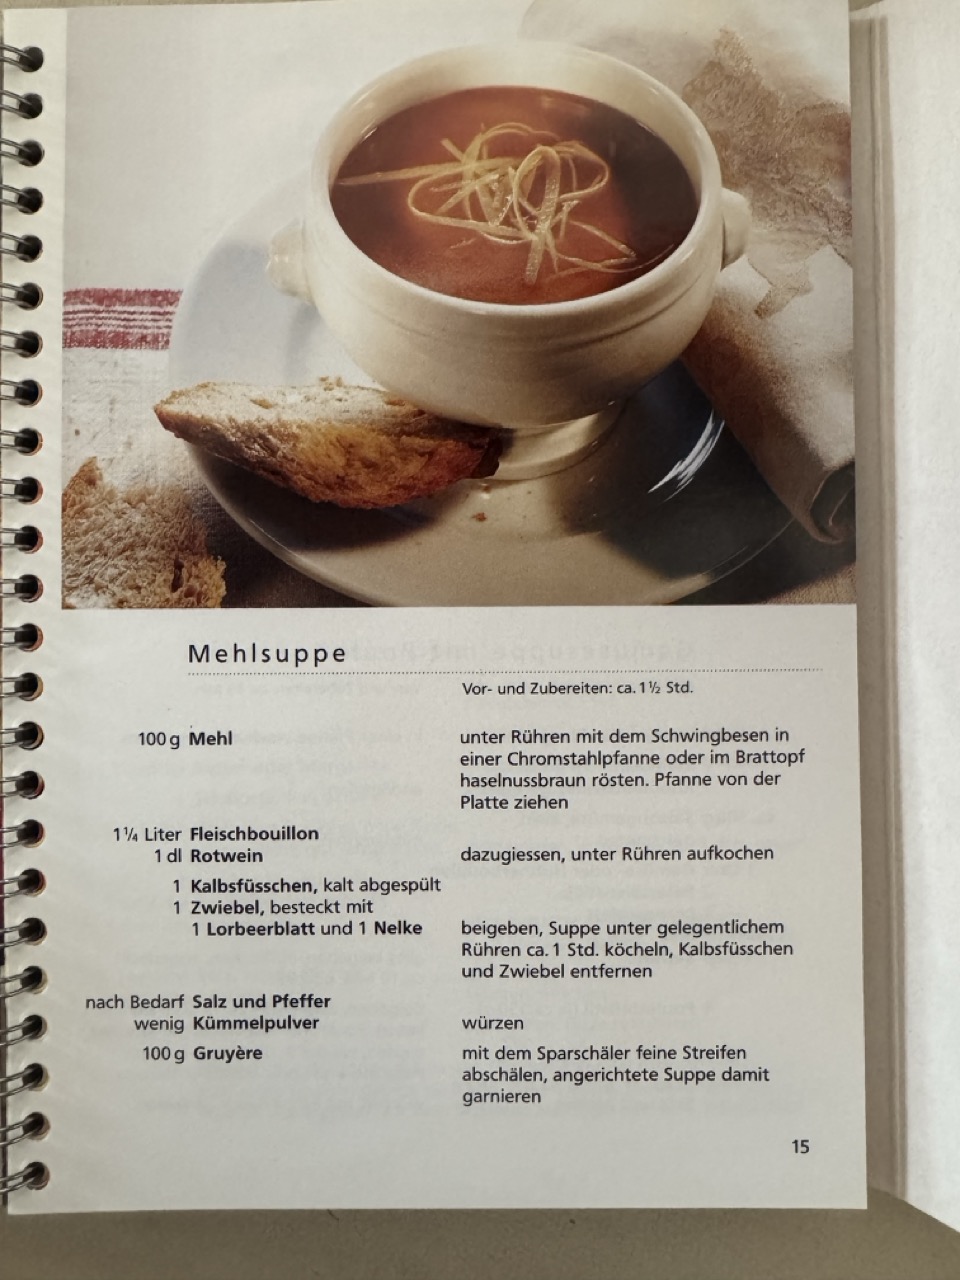 Mehlsuppe
Vor- und Zubereiten: ca. 1½ Std.
100 g Mehl
unter Rühren mit dem Schwingbesen in
einer Chromstahlpfanne oder im Brattopf
haselnussbraun rösten. Pfanne von der
Platte ziehen
1¼ Liter Fleischbouillon
1 dl Rotwein
dazugiessen, unter Rühren aufkochen
1 Kalbsfüsschen, kalt abgespült
1 Zwiebel, besteckt mit
1 Lorbeerblatt und 1 Nelke
beigeben, Suppe unter gelegentlichem
Rühren ca. 1 Std. köcheln, Kalbsfüsschen
und Zwiebel entfernen
nach Bedarf Salz und Pfeffer
wenig Kümmelpulver
würzen
100 g Gruyère
mit dem Sparschäler feine Streifen
abschälen, angerichtete Suppe damit
garnieren
15